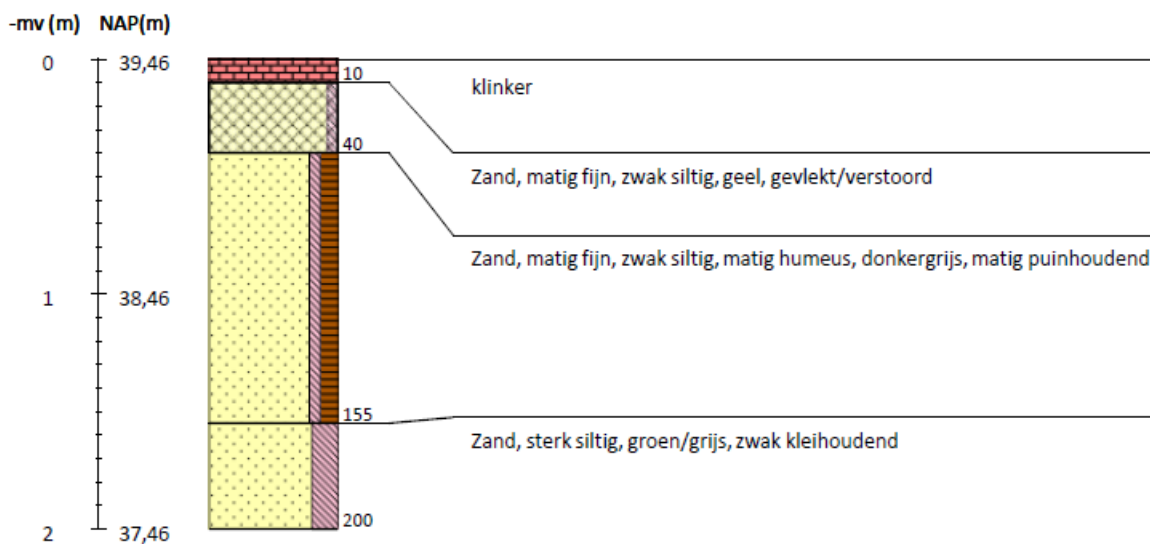 -mv (m) NAP(m)
0 39,46
10
klinker
40
Zand, matig fijn, zwak siltig, geel, gevlekt/verstoord
Zand, matig fijn, zwak siltig, matig humeus, donkergrijs, matig puinhoudend
1 38,46
155
Zand, sterk siltig, groen/grijs, zwak kleihoudend
200
2 37,46